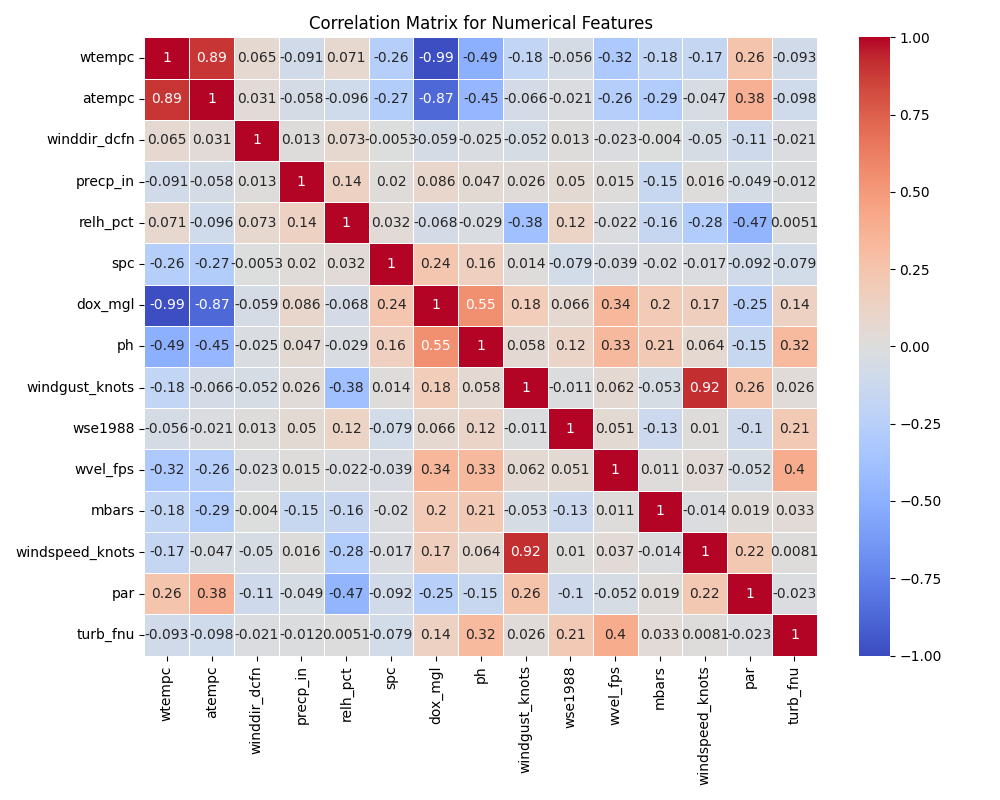 Correlation Matrix for Numerical Features
wtempc 1 0.89 0.065 -0.091 0.071 -0.26 -0.99 -0.49 -0.18 -0.056 -0.32 -0.18 -0.17 0.26 -0.093
atempc 0.89 1 0.031 -0.058 -0.096 -0.27 -0.87 -0.45 -0.066 -0.021 -0.26 -0.29 -0.047 0.38 -0.098
winddir_dcfn 0.065 0.031 1 0.013 0.073 -0.0053 -0.059 -0.025 -0.052 0.013 -0.023 -0.004 -0.05 -0.11 -0.021
precp_in -0.091 -0.058 0.013 1 0.14 0.02 0.086 0.047 0.026 0.05 0.015 -0.15 0.016 -0.049 -0.012
relh_pct 0.071 -0.096 0.073 0.14 1 0.032 -0.068 -0.029 -0.38 0.12 -0.022 -0.16 -0.28 -0.47 0.0051
spc -0.26 -0.27 -0.0053 0.02 0.032 1 0.24 0.16 0.014 -0.079 -0.039 -0.02 -0.017 -0.092 -0.079
dox_mgl -0.99 -0.87 -0.059 0.086 -0.068 0.24 1 0.55 0.18 0.066 0.34 0.2 0.17 -0.25 0.14
ph -0.49 -0.45 -0.025 0.047 -0.029 0.16 0.55 1 0.058 0.12 0.33 0.21 0.064 -0.15 0.32
windgust_knots -0.18 -0.066 -0.052 0.026 -0.38 0.014 0.18 0.058 1 -0.011 0.062 -0.053 0.92 0.26 0.026
wse1988 -0.056 -0.021 0.013 0.05 0.12 -0.079 0.066 0.12 -0.011 1 0.051 -0.13 0.01 -0.1 0.21
wvel_fps -0.32 -0.26 -0.023 0.015 -0.022 -0.039 0.34 0.33 0.062 0.051 1 0.011 0.037 -0.052 0.4
mbars -0.18 -0.29 -0.004 -0.15 -0.16 -0.02 0.2 0.21 -0.053 -0.13 0.011 1 -0.014 0.019 0.033
windspeed_knots -0.17 -0.047 -0.05 0.016 -0.28 -0.017 0.17 0.064 0.92 0.01 0.037 -0.014 1 0.22 0.0081
par 0.26 0.38 -0.11 -0.049 -0.47 -0.092 -0.25 -0.15 0.26 -0.1 -0.052 0.019 0.22 1 -0.023
turb_fnu -0.093 -0.098 -0.021 -0.012 0.0051 -0.079 0.14 0.32 0.026 0.21 0.4 0.033 0.0081 -0.023 1
wtempc atempc winddir_dcfn precp_in relh_pct spc dox_mgl ph windgust_knots wse1988 wvel_fps mbars windspeed_knots par turb_fnu
1.00
0.75
0.50
0.25
0.00
−0.25
−0.50
−0.75
−1.00